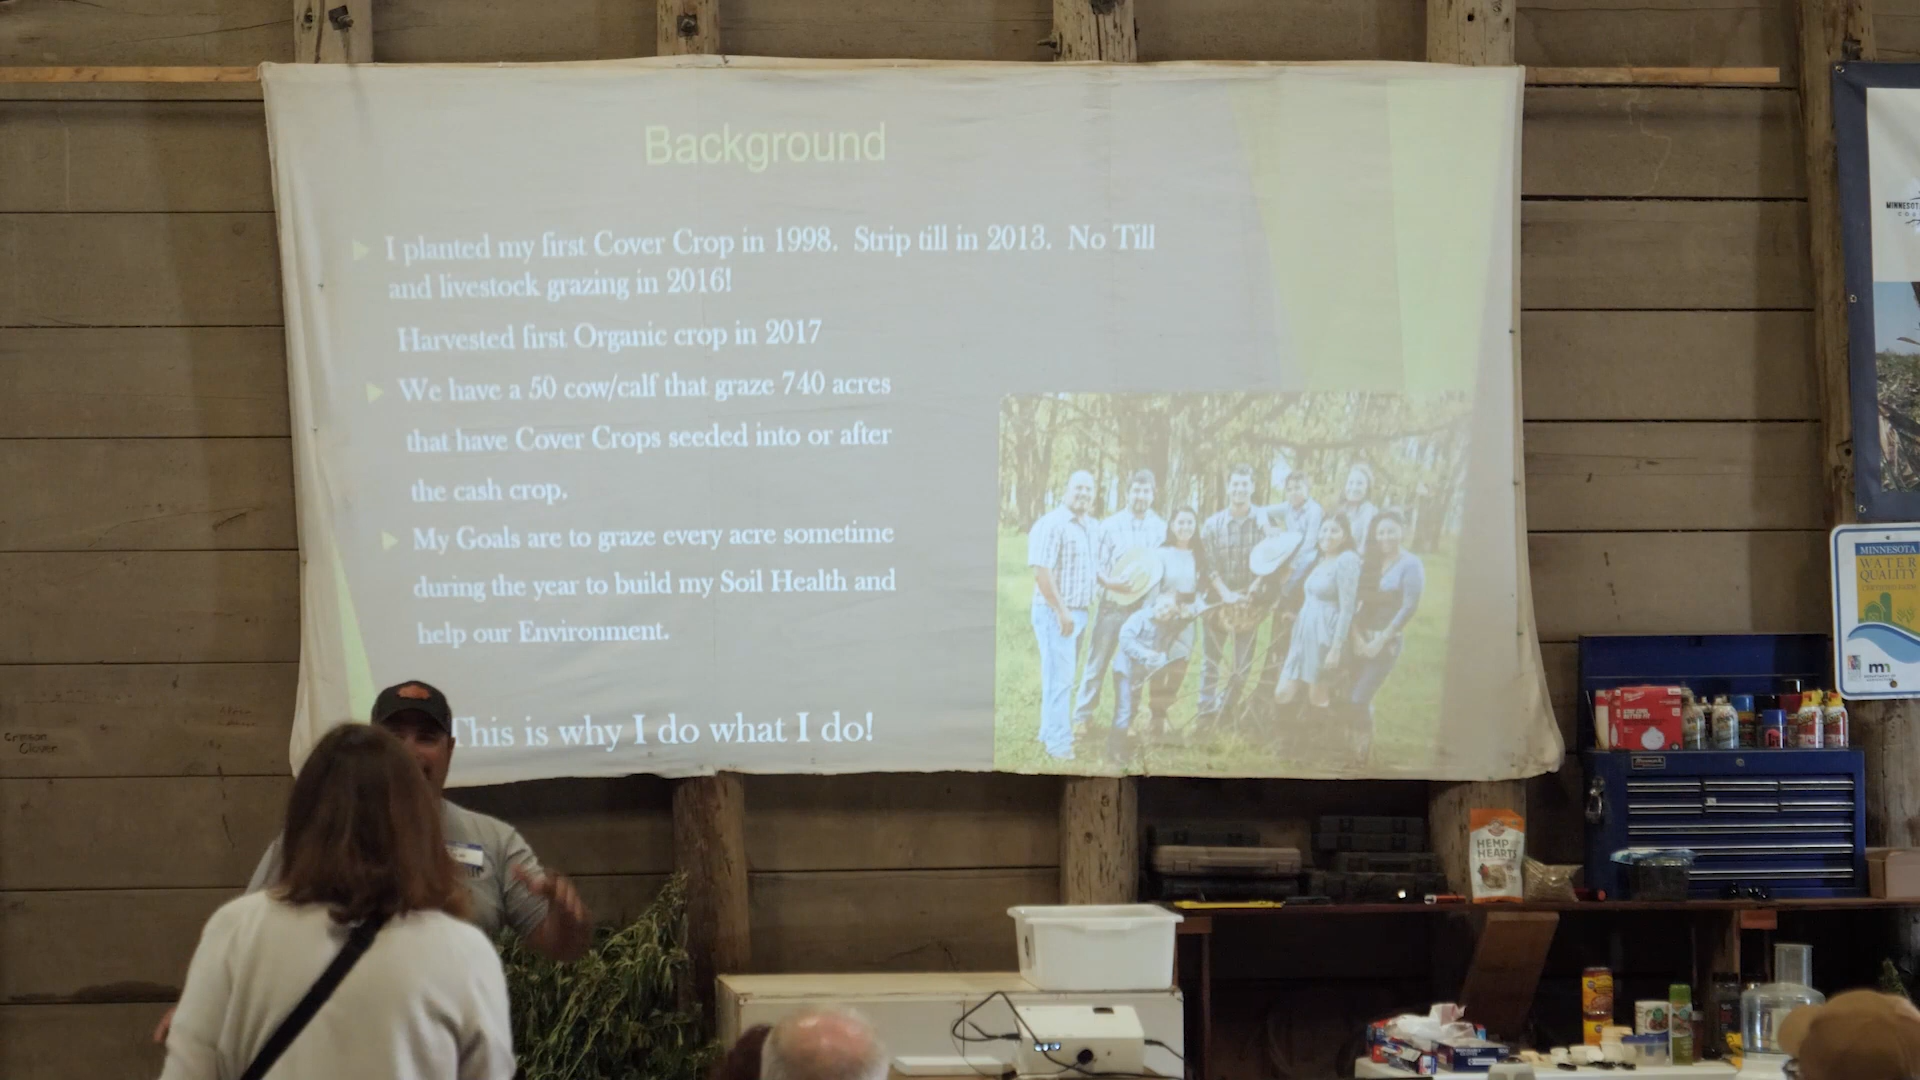 Background
I planted my first Cover Crop in 1998. Strip till in 2013. No Till
and livestock grazing in 2016!
Harvested first Organic crop in 2017
We have a 50 cow/calf that graze 740 acres
that have Cover Crops seeded into or after
the cash crop.
My Goals are to graze every acre sometime
during the year to build my Soil Health and
help our Environment.
This is why I do what I do!
Crimson
Clover
MINNESOTA
WATER
QUALITY
CERTIFIED FARM
HEMP
HEARTS